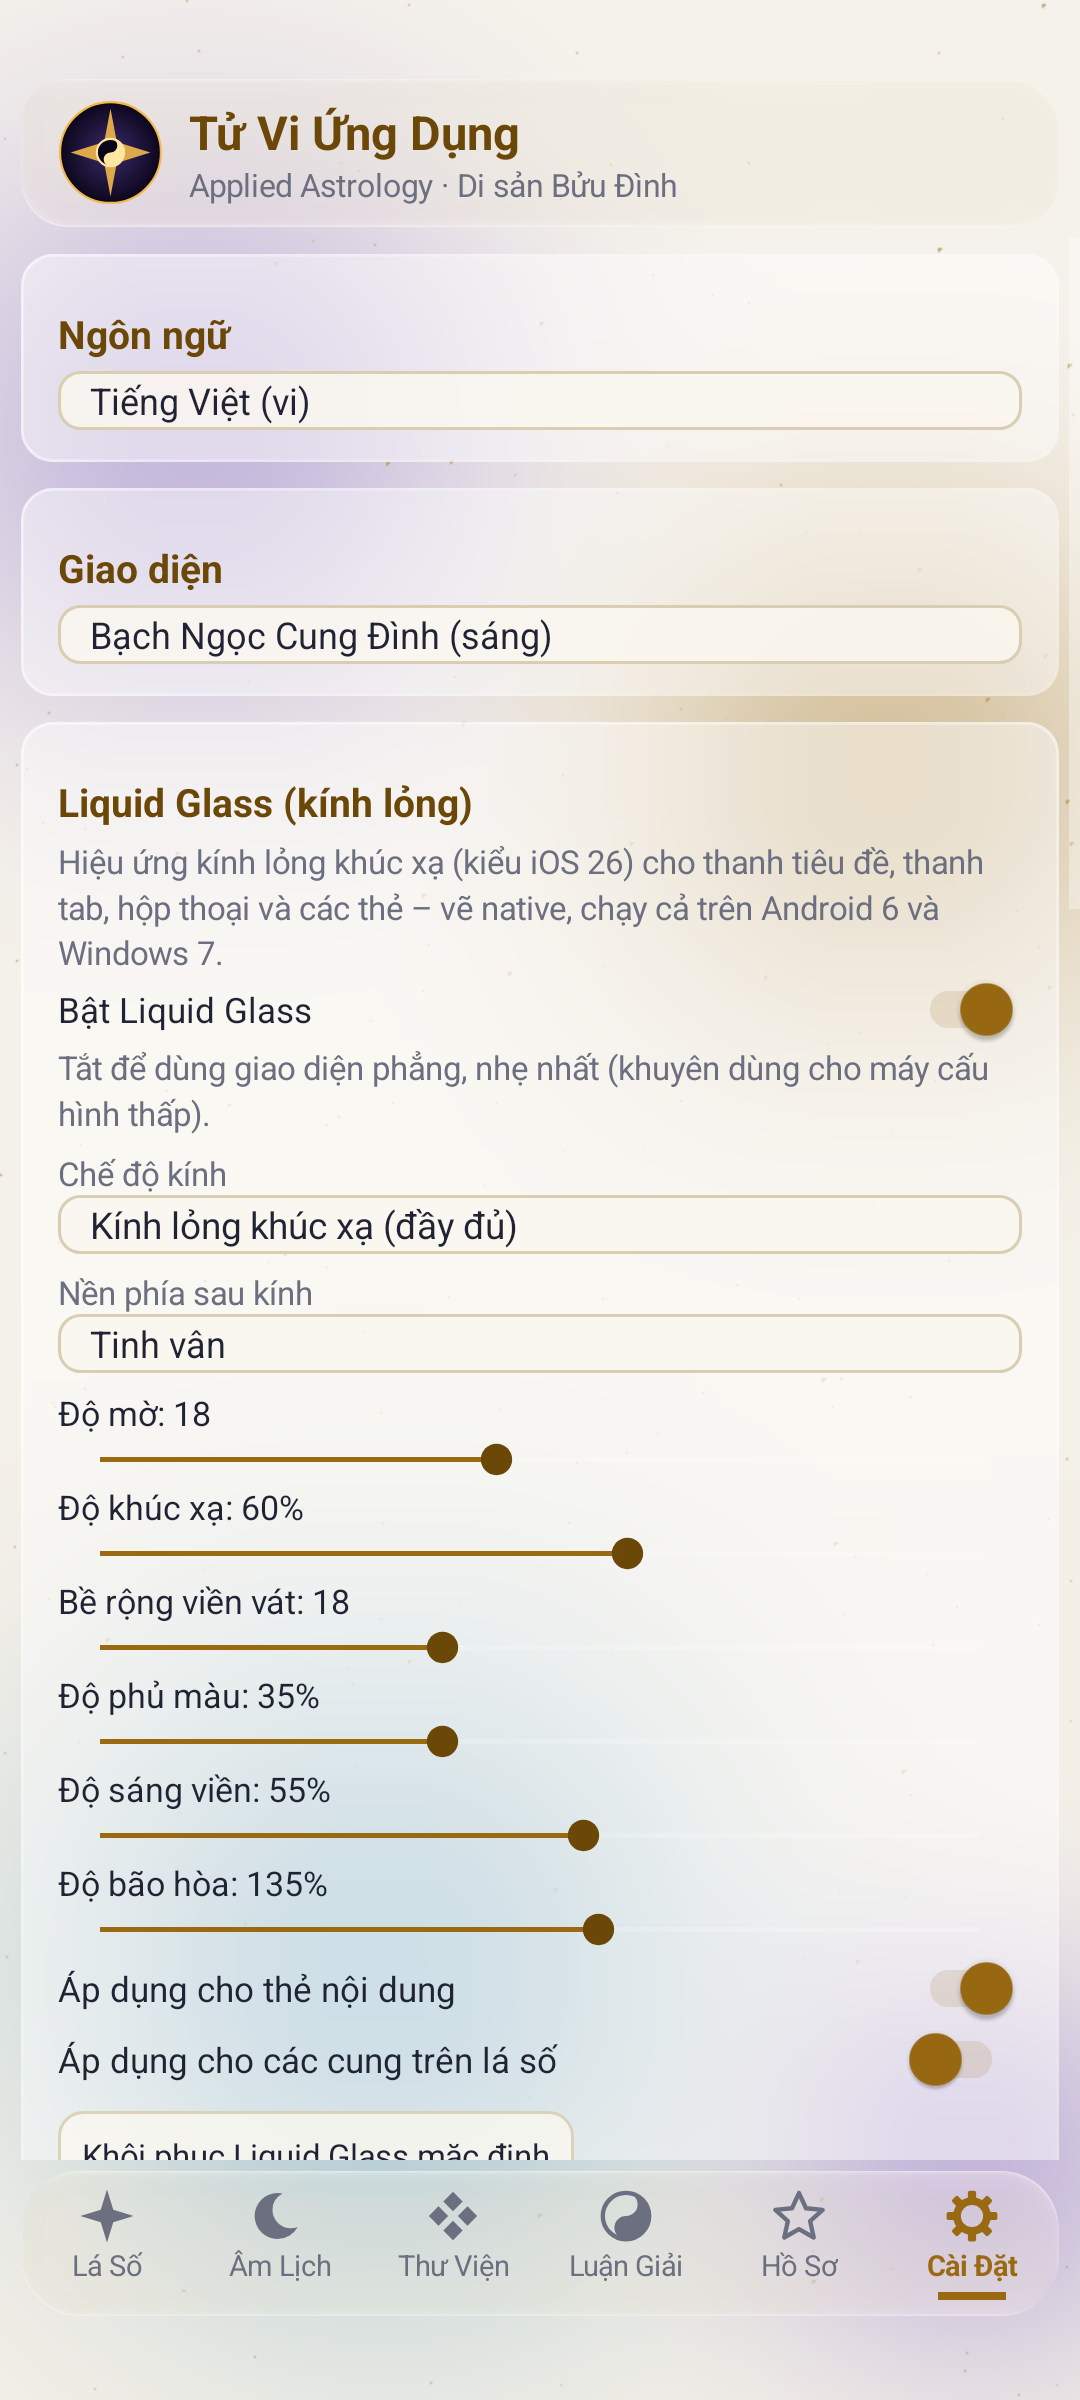 Tử Vi Ứng Dụng
Applied Astrology · Di sản Bửu Đình
Ngôn ngữ
Tiếng Việt (vi)
Giao diện
Bạch Ngọc Cung Đình (sáng)
Liquid Glass (kính lỏng)
Hiệu ứng kính lỏng khúc xạ (kiểu iOS 26) cho thanh tiêu đề, thanh
tab, hộp thoại và các thẻ – vẽ native, chạy cả trên Android 6 và
Windows 7.
Bật Liquid Glass
Tắt để dùng giao diện phẳng, nhẹ nhất (khuyên dùng cho máy cấu
hình thấp).
Chế độ kính
Kính lỏng khúc xạ (đầy đủ)
Nền phía sau kính
Tinh vân
Độ mờ: 18
Độ khúc xạ: 60%
Bề rộng viền vát: 18
Độ phủ màu: 35%
Độ sáng viền: 55%
Độ bão hòa: 135%
Áp dụng cho thẻ nội dung
Áp dụng cho các cung trên lá số
Khôi phục Liquid Glass mặc định
Lá Số
Âm Lịch
Thư Viện
Luận Giải
Hồ Sơ
Cài Đặt